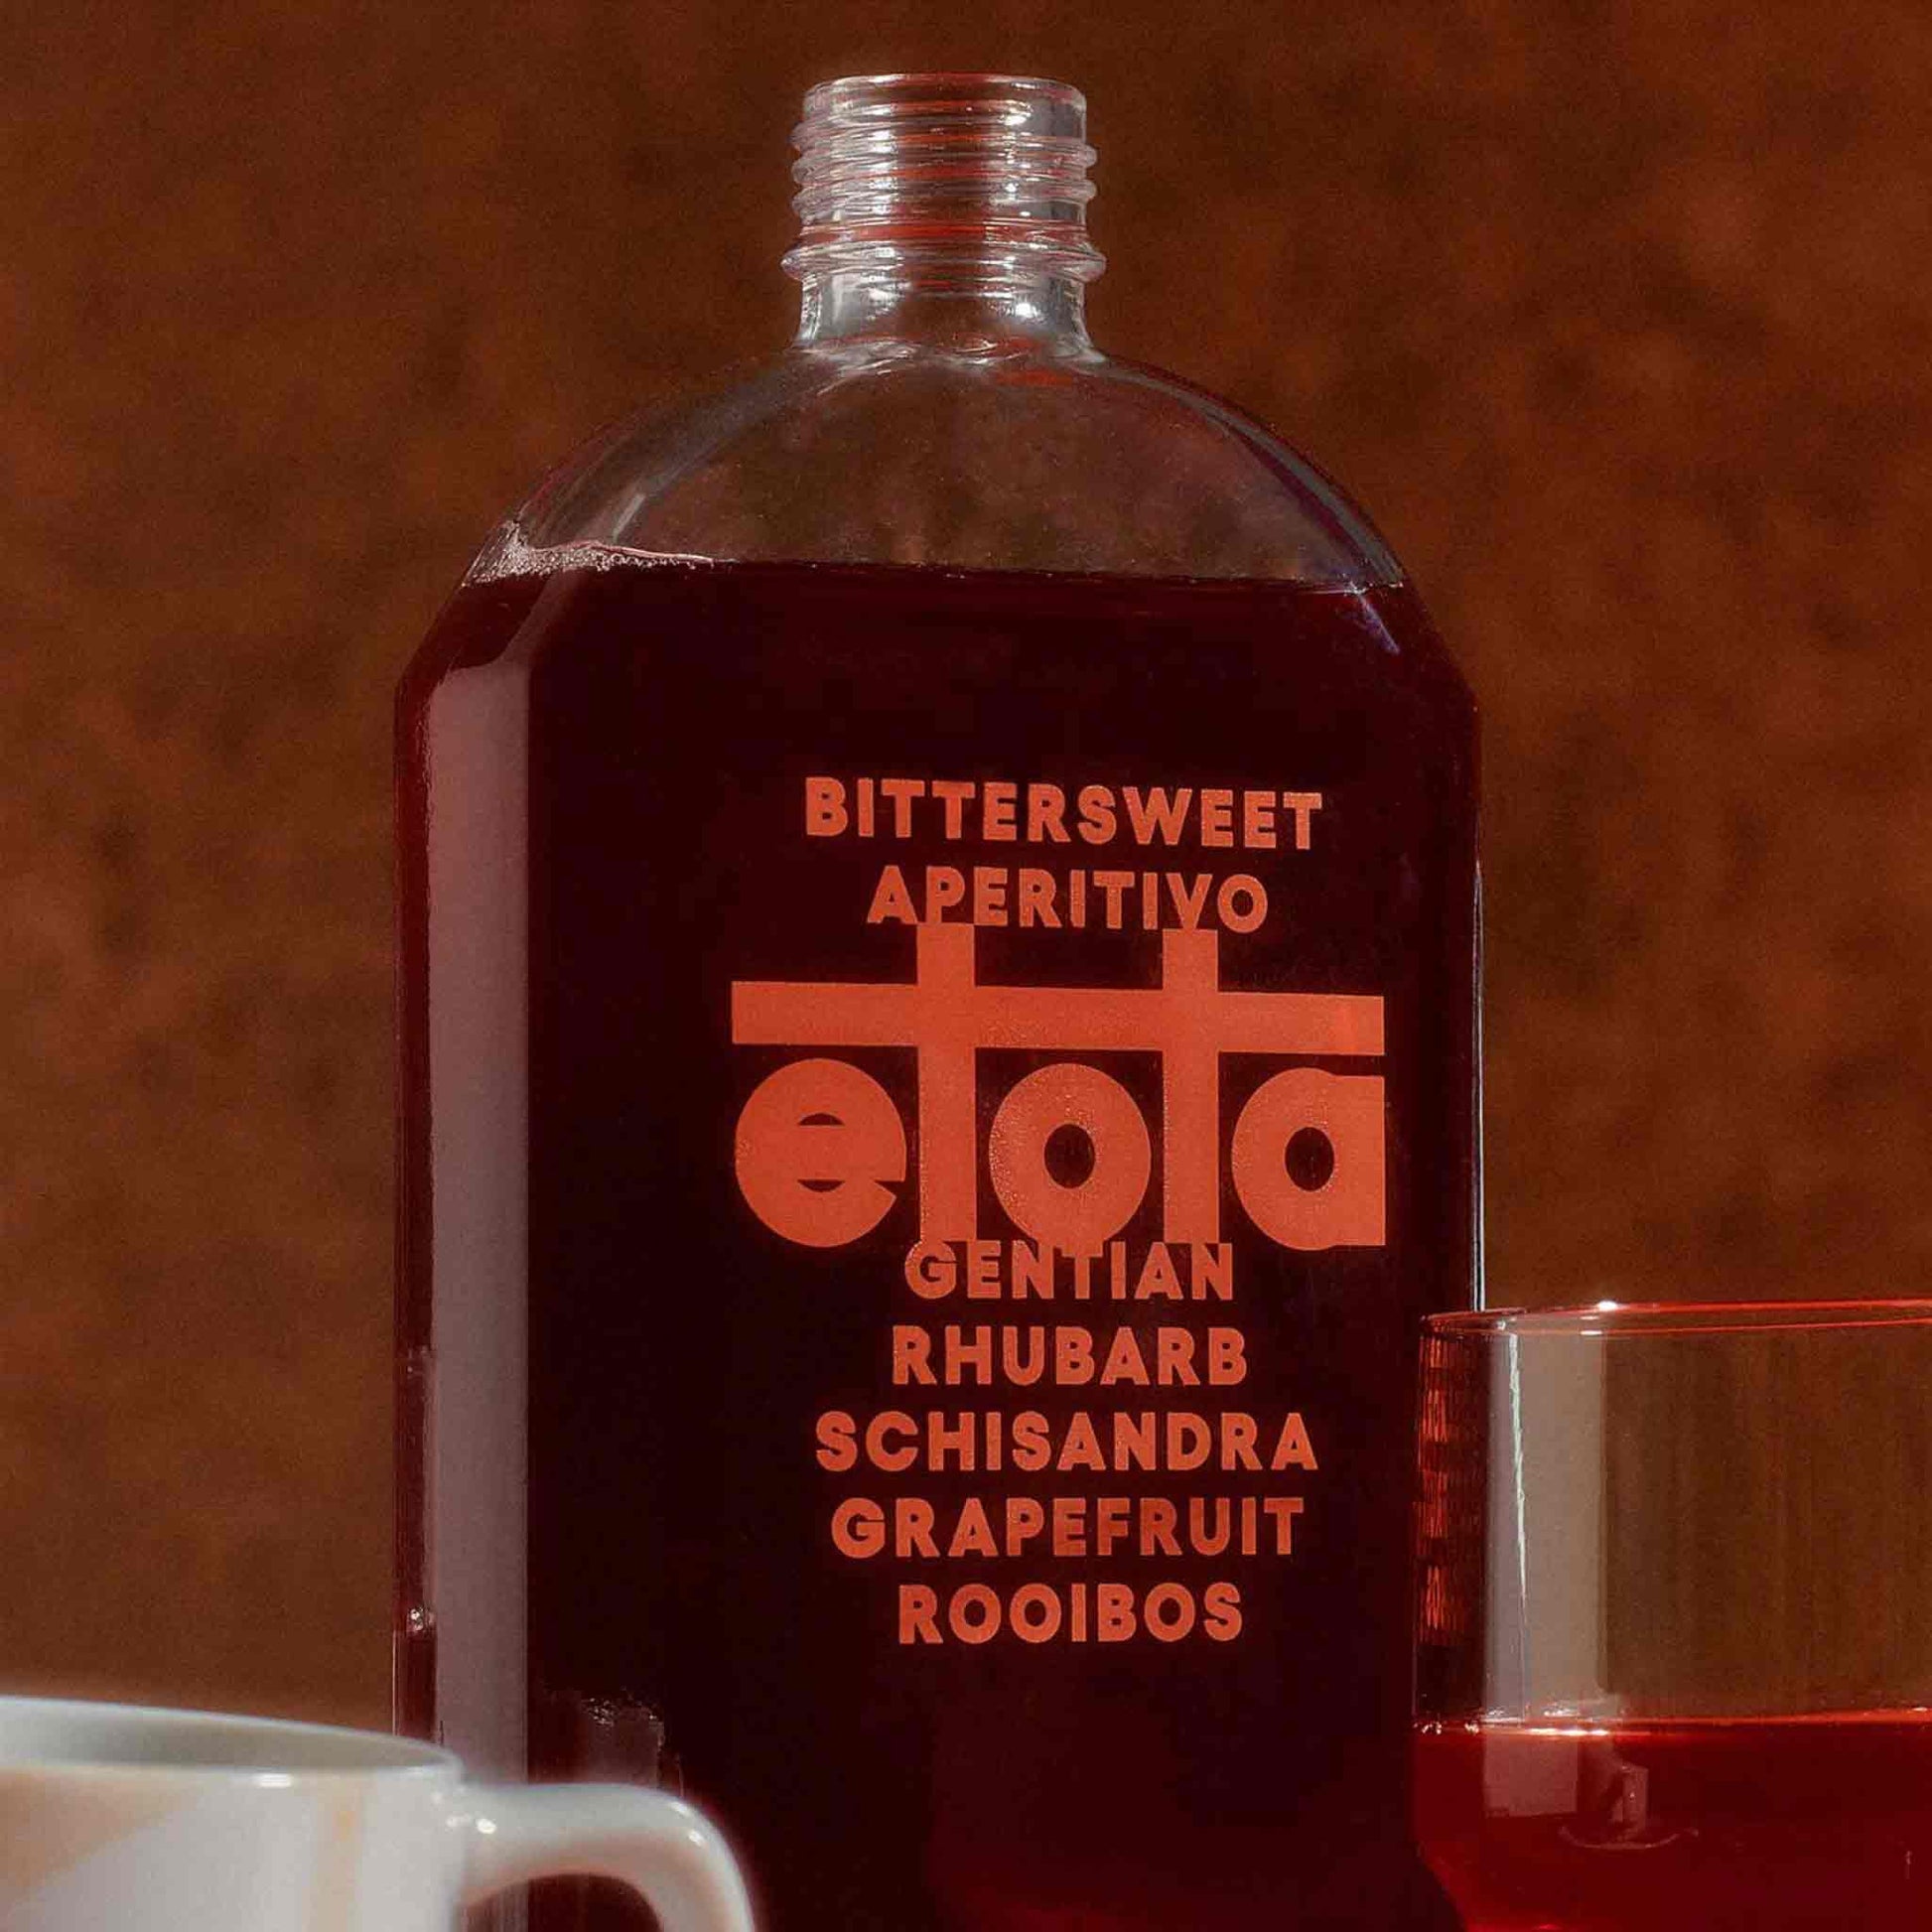 BITTERSWEET
APERITIVO
etota
GENTIAN
RHUBARB
SCHISANDRA
GRAPEFRUIT
ROOIBOS